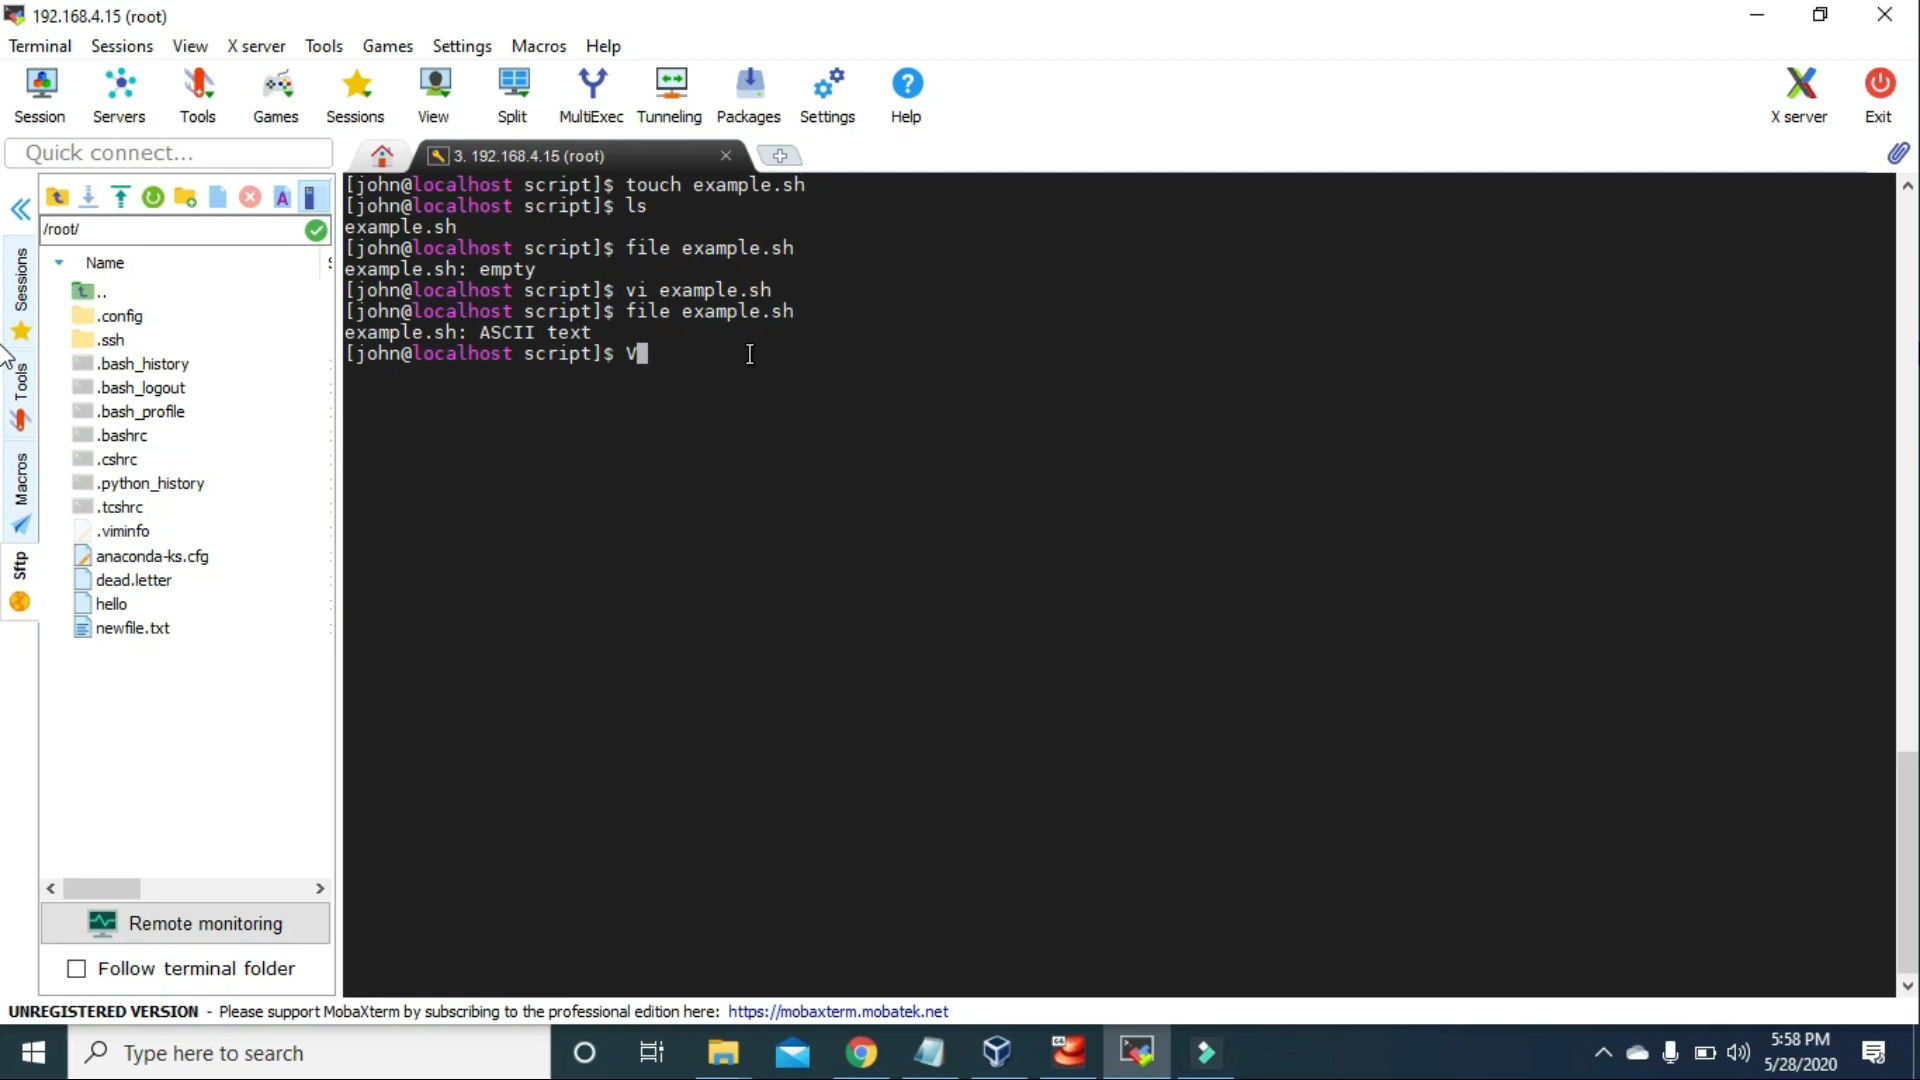 192.168.4.15 (root)
Terminal Sessions View X server Tools Games Settings Macros Help
Session Servers Tools Games Sessions View Split MultiExec Tunneling Packages Settings Help X server Exit
Quick connect...
3. 192.168.4.15 (root)
/root/
Name
..
.config
.ssh
.bash_history
.bash_logout
.bash_profile
.bashrc
.cshrc
.python_history
.tcshrc
.viminfo
anaconda-ks.cfg
dead.letter
hello
newfile.txt
Sessions
Tools
Macros
Sftp
Remote monitoring
Follow terminal folder
[john@localhost script]$ touch example.sh
[john@localhost script]$ ls
example.sh
[john@localhost script]$ file example.sh
example.sh: empty
[john@localhost script]$ vi example.sh
[john@localhost script]$ file example.sh
example.sh: ASCII text
[john@localhost script]$ V
UNREGISTERED VERSION - Please support MobaXterm by subscribing to the professional edition here: https://mobaxterm.mobatek.net
Type here to search
5:58 PM
5/28/2020